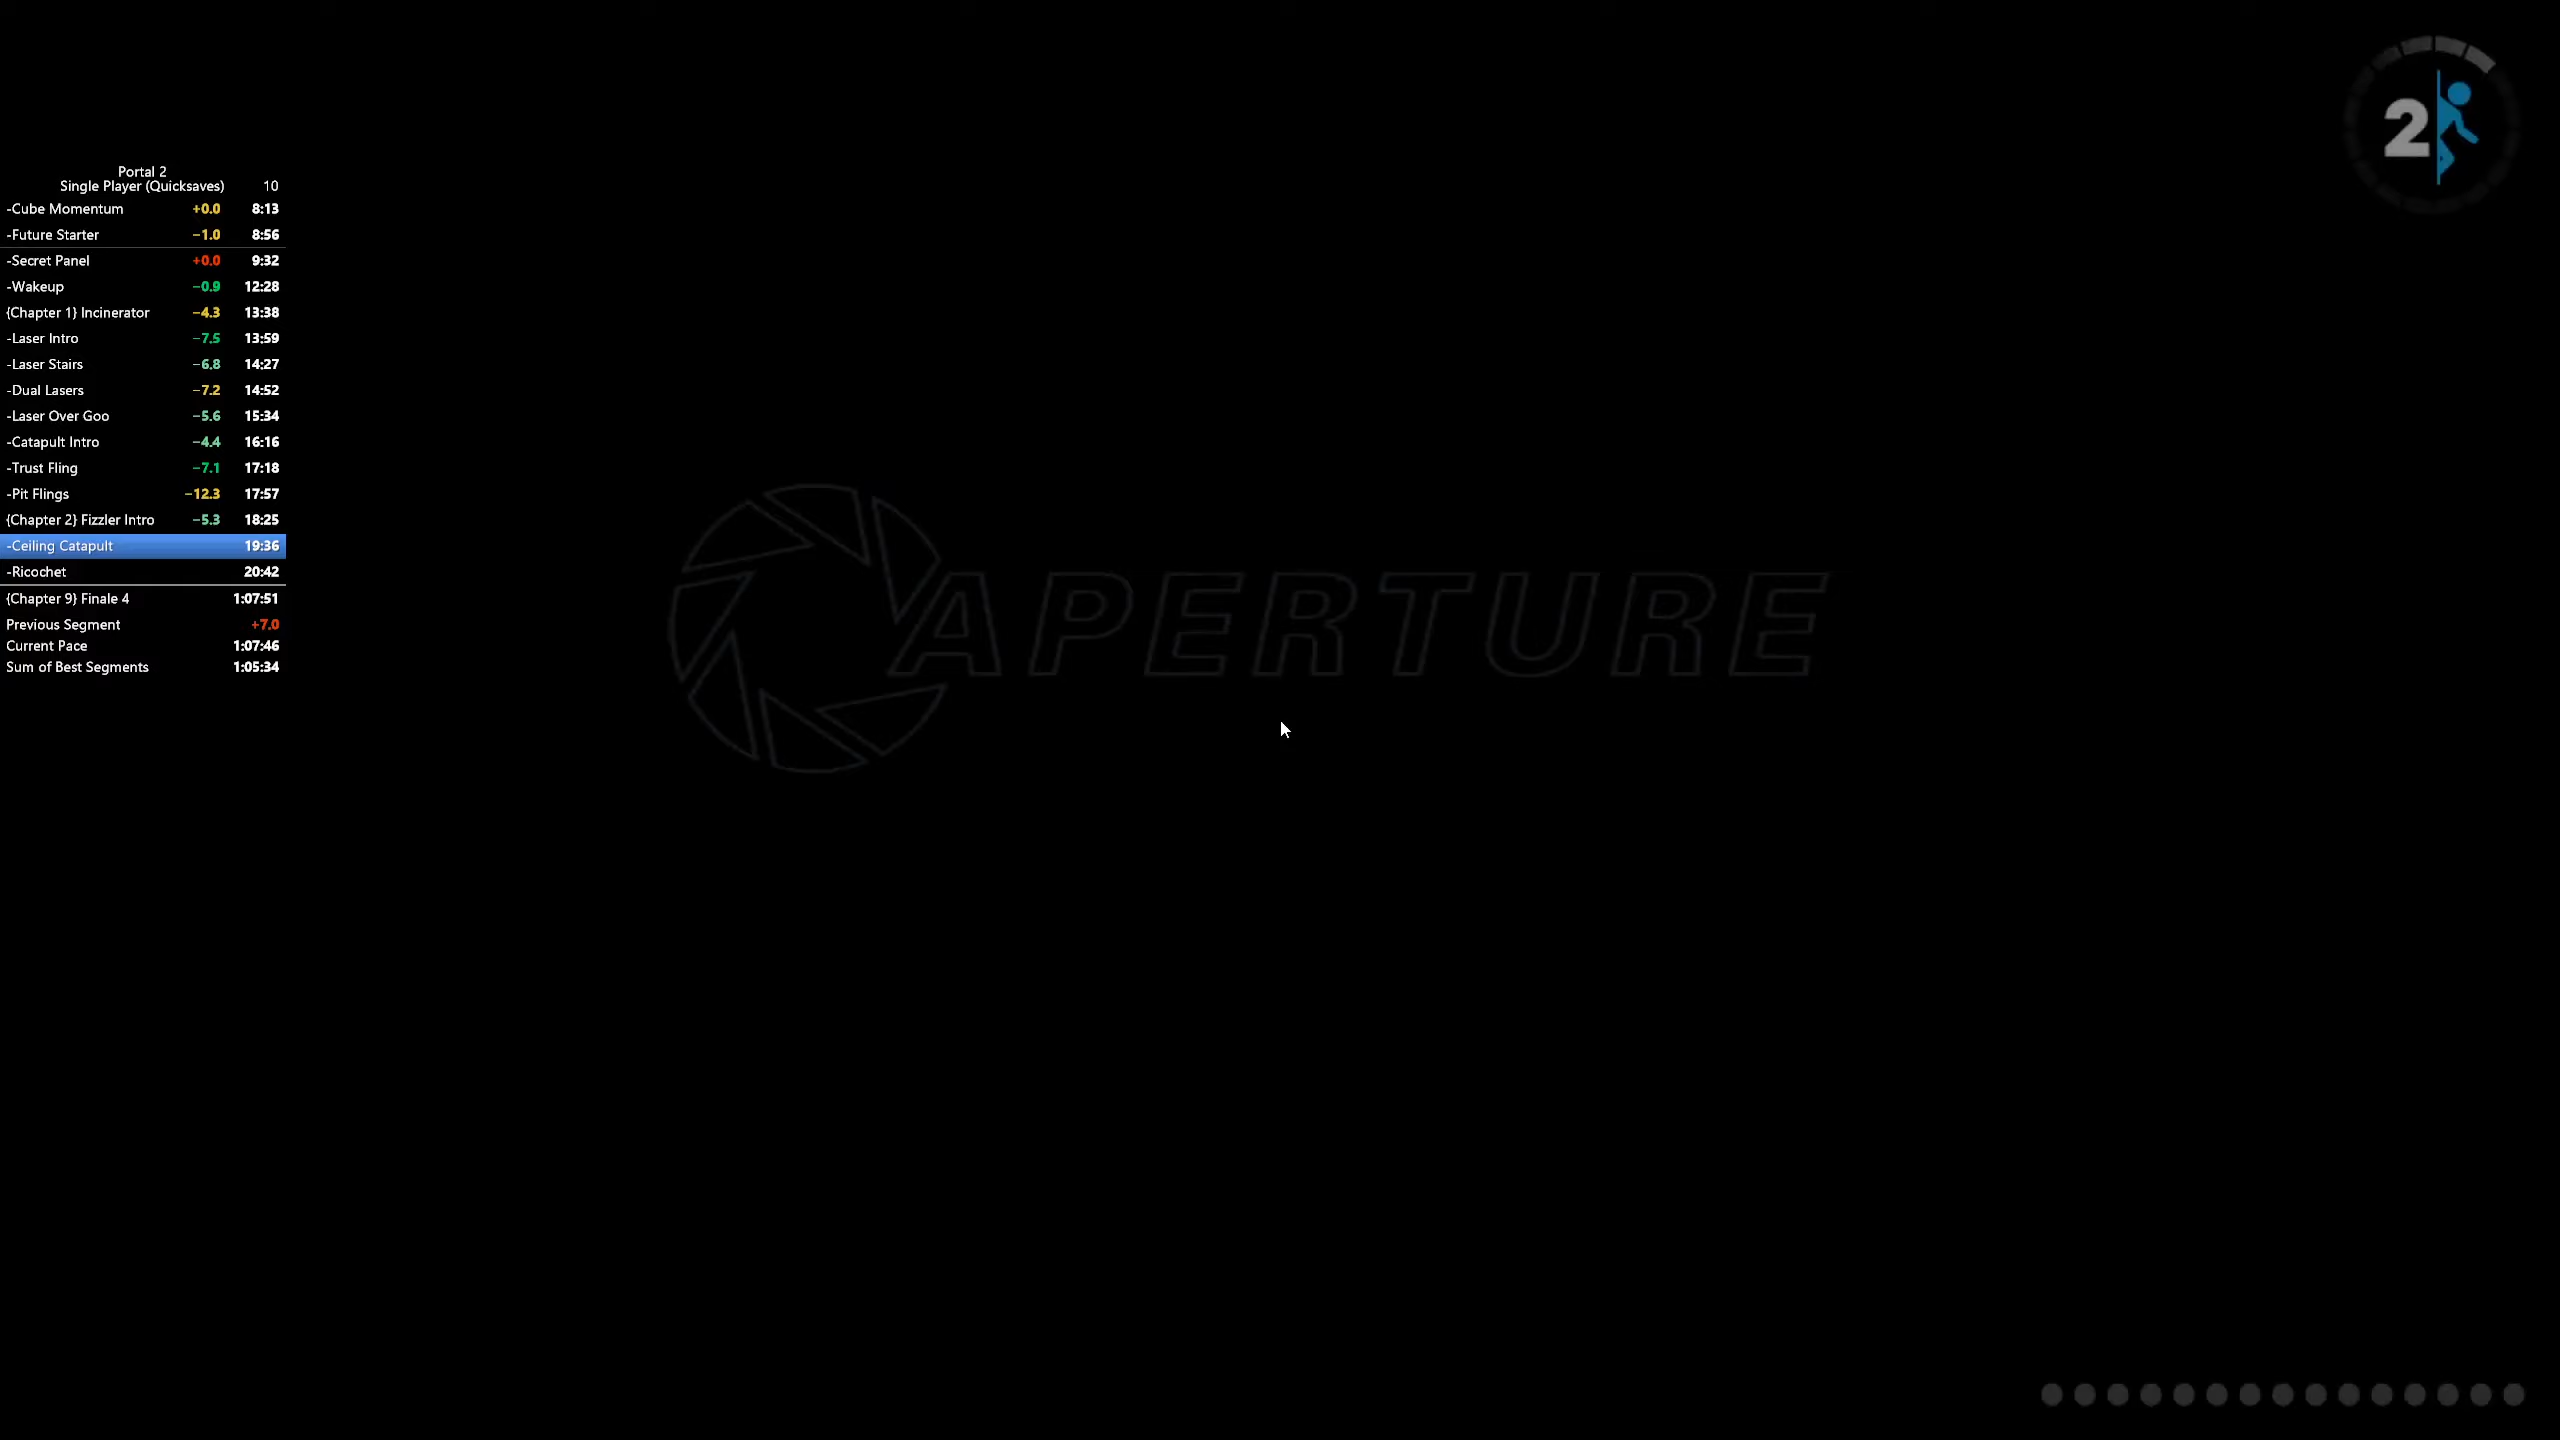 Portal 2
Single Player (Quicksaves) 10
-Cube Momentum +0.0 8:13
-Future Starter −1.0 8:56
-Secret Panel +0.0 9:32
-Wakeup −0.9 12:28
{Chapter 1} Incinerator −4.3 13:38
-Laser Intro −7.5 13:59
-Laser Stairs −6.8 14:27
-Dual Lasers −7.2 14:52
-Laser Over Goo −5.6 15:34
-Catapult Intro −4.4 16:16
-Trust Fling −7.1 17:18
-Pit Flings −12.3 17:57
{Chapter 2} Fizzler Intro −5.3 18:25
-Ceiling Catapult 19:36
-Ricochet 20:42
{Chapter 9} Finale 4 1:07:51
Previous Segment +7.0
Current Pace 1:07:46
Sum of Best Segments 1:05:34
2
APERTURE